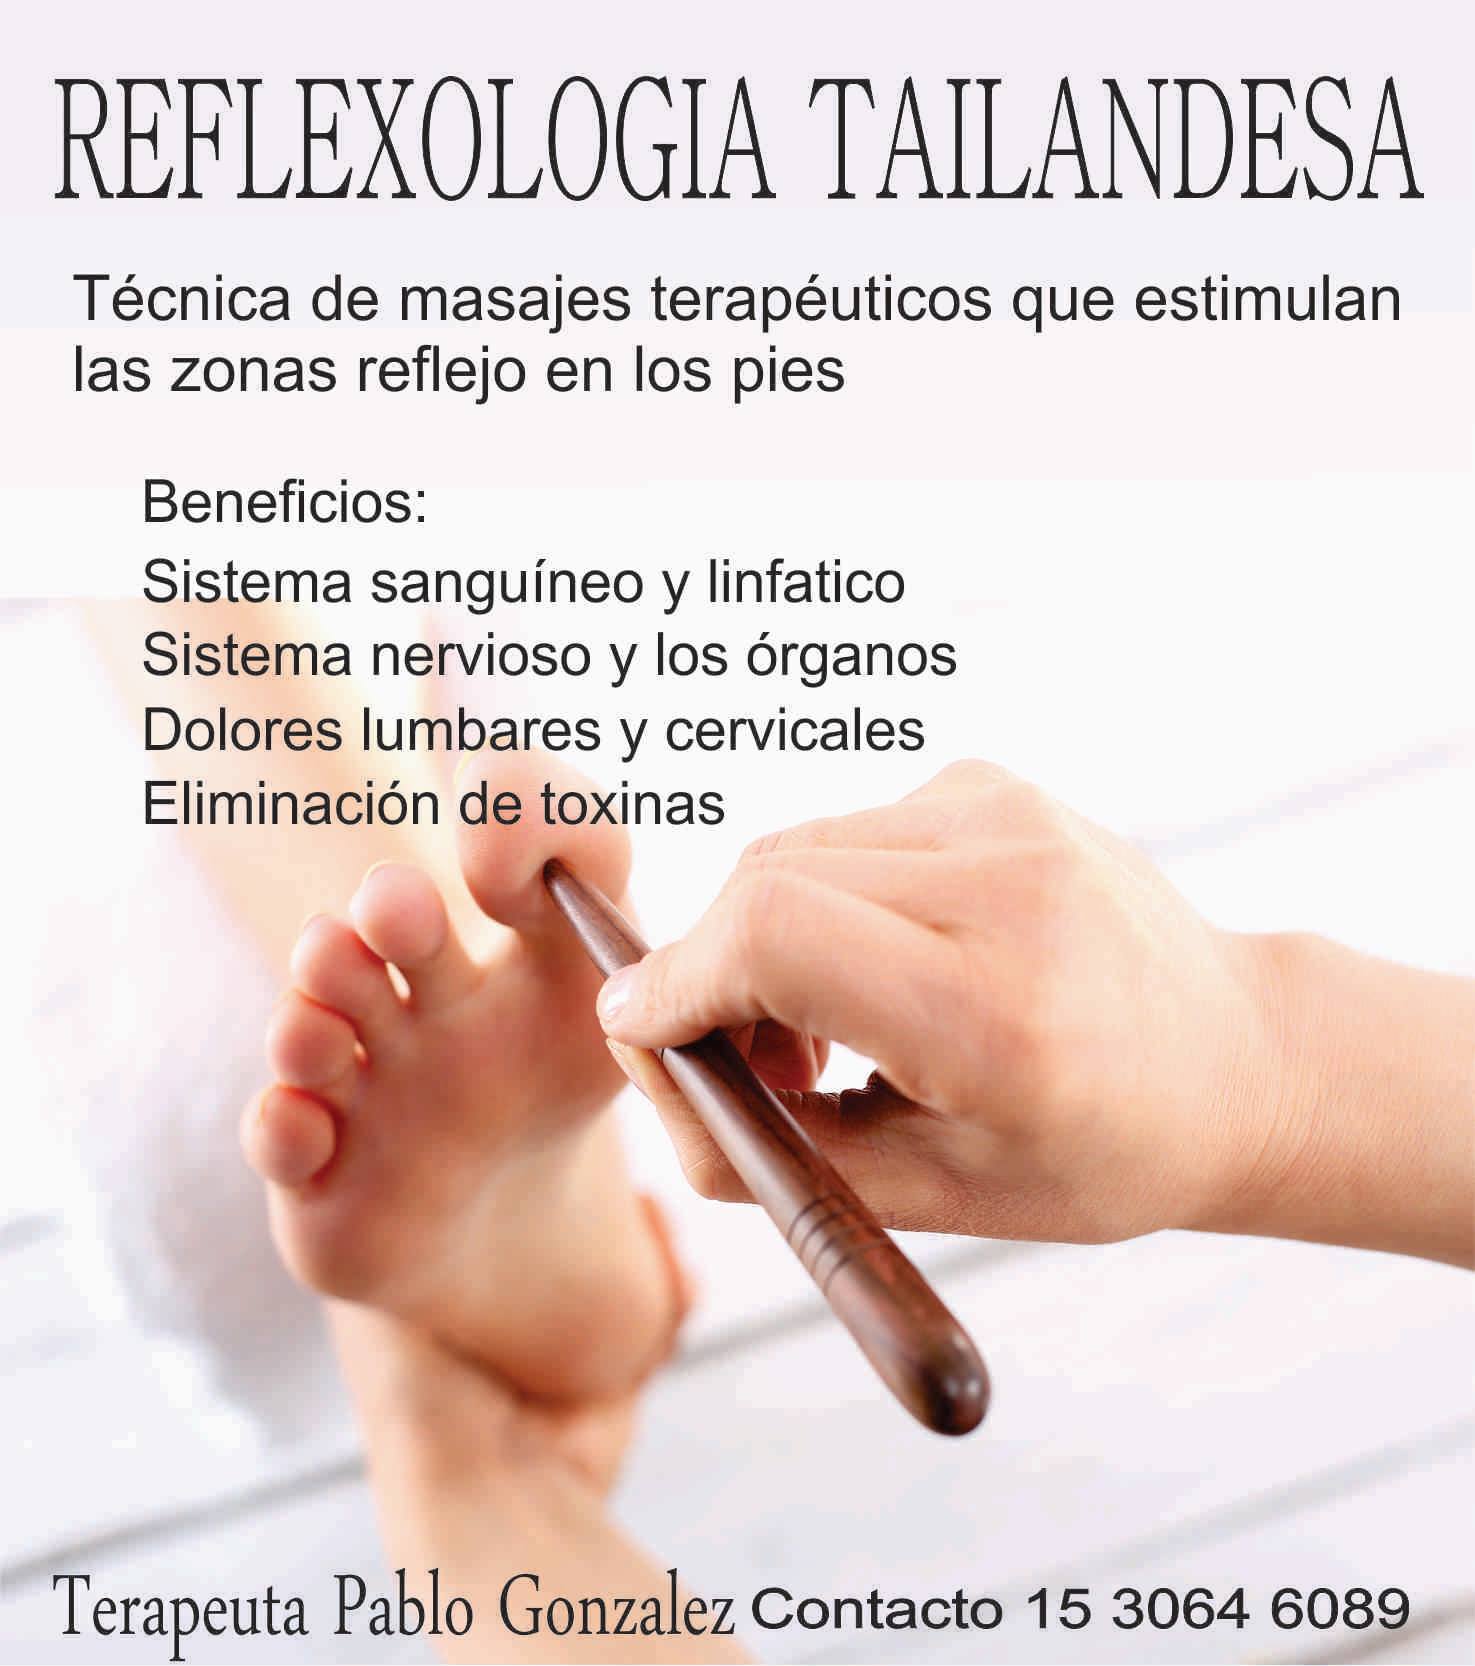 REFLEXOLOGIA TAILANDESA
Técnica de masajes terapéuticos que estimulan
las zonas reflejo en los pies
Beneficios:
Sistema sanguíneo y linfatico
Sistema nervioso y los órganos
Dolores lumbares y cervicales
Eliminación de toxinas
Terapeuta Pablo Gonzalez Contacto 15 3064 6089